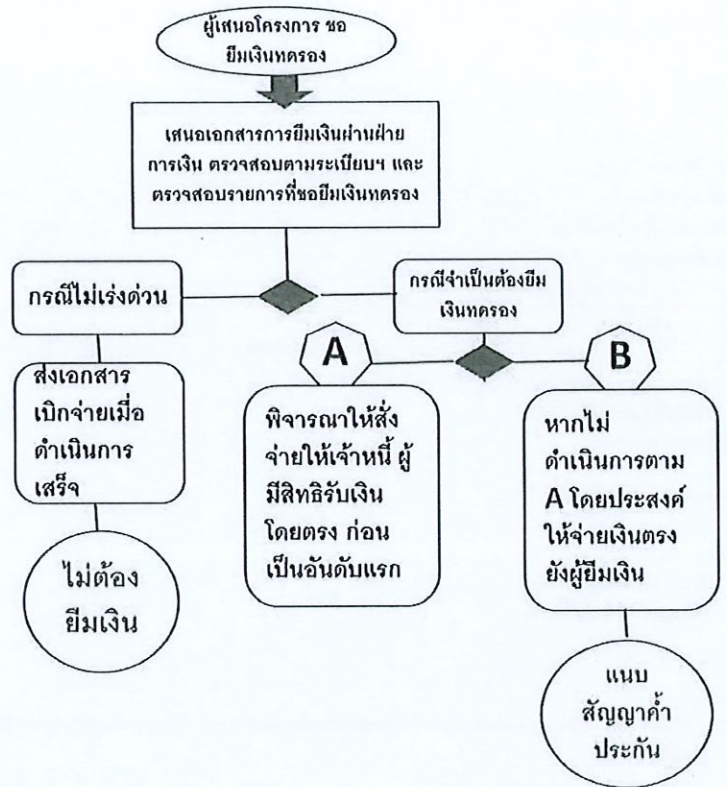 ผู้เสนอโครงการ ขอ
ยืมเงินทดรอง
เสนอเอกสารการยืมเงินผ่านฝ่าย
การเงิน ตรวจสอบตามระเบียบฯ และ
ตรวจสอบรายการที่ขอยืมเงินทดรอง
กรณีไม่เร่งด่วน
กรณีจำเป็นต้องยืม
เงินทดรอง
ส่งเอกสาร
เบิกจ่ายเมื่อ
ดำเนินการ
เสร็จ
ไม่ต้อง
ยืมเงิน
A
พิจารณาให้สั่ง
จ่ายให้เจ้าหนี้ ผู้
มีสิทธิรับเงิน
โดยตรง ก่อน
เป็นอันดับแรก
B
หากไม่
ดำเนินการตาม
A โดยประสงค์
ให้จ่ายเงินตรง
ยังผู้ยืมเงิน
แนบ
สัญญาค้ำ
ประกัน